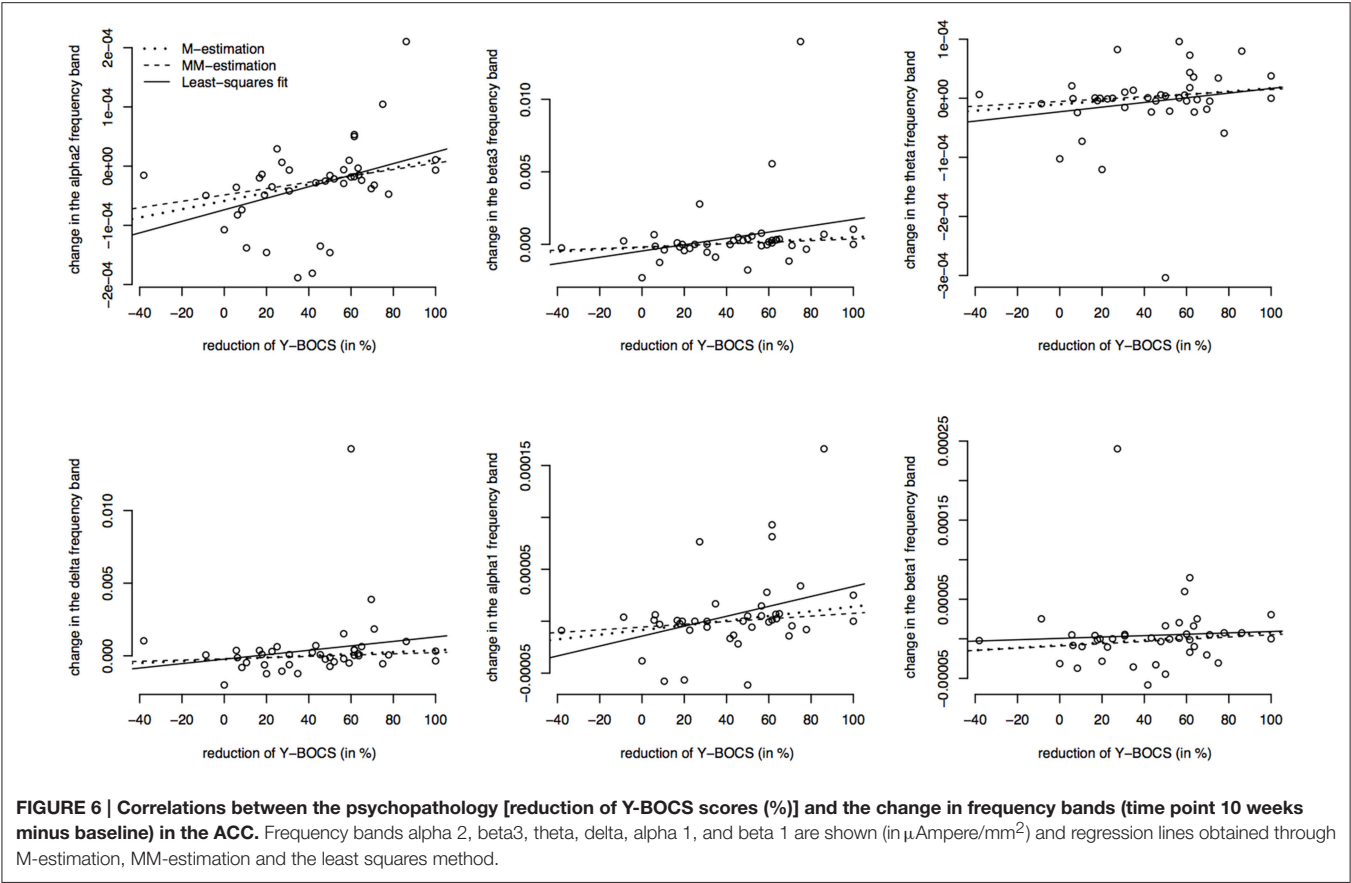 change in the alpha2 frequency band
2e−04
1e−04
0e+00
−1e−04
−2e−04
M−estimation
MM−estimation
Least−squares fit
−40 −20 0 20 40 60 80 100
reduction of Y−BOCS (in %)
change in the beta3 frequency band
0.010
0.005
0.000
−40 −20 0 20 40 60 80 100
reduction of Y−BOCS (in %)
change in the theta frequency band
1e−04
0e+00
−1e−04
−2e−04
−3e−04
−40 −20 0 20 40 60 80 100
reduction of Y−BOCS (in %)
change in the delta frequency band
0.010
0.005
0.000
−40 −20 0 20 40 60 80 100
reduction of Y−BOCS (in %)
change in the alpha1 frequency band
0.00015
0.00005
−0.00005
−40 −20 0 20 40 60 80 100
reduction of Y−BOCS (in %)
change in the beta1 frequency band
0.00025
0.00015
0.00005
−0.00005
−40 −20 0 20 40 60 80 100
reduction of Y−BOCS (in %)
FIGURE 6 | Correlations between the psychopathology [reduction of Y-BOCS scores (%)] and the change in frequency bands (time point 10 weeks
minus baseline) in the ACC. Frequency bands alpha 2, beta3, theta, delta, alpha 1, and beta 1 are shown (in μAmpere/mm²) and regression lines obtained through
M-estimation, MM-estimation and the least squares method.